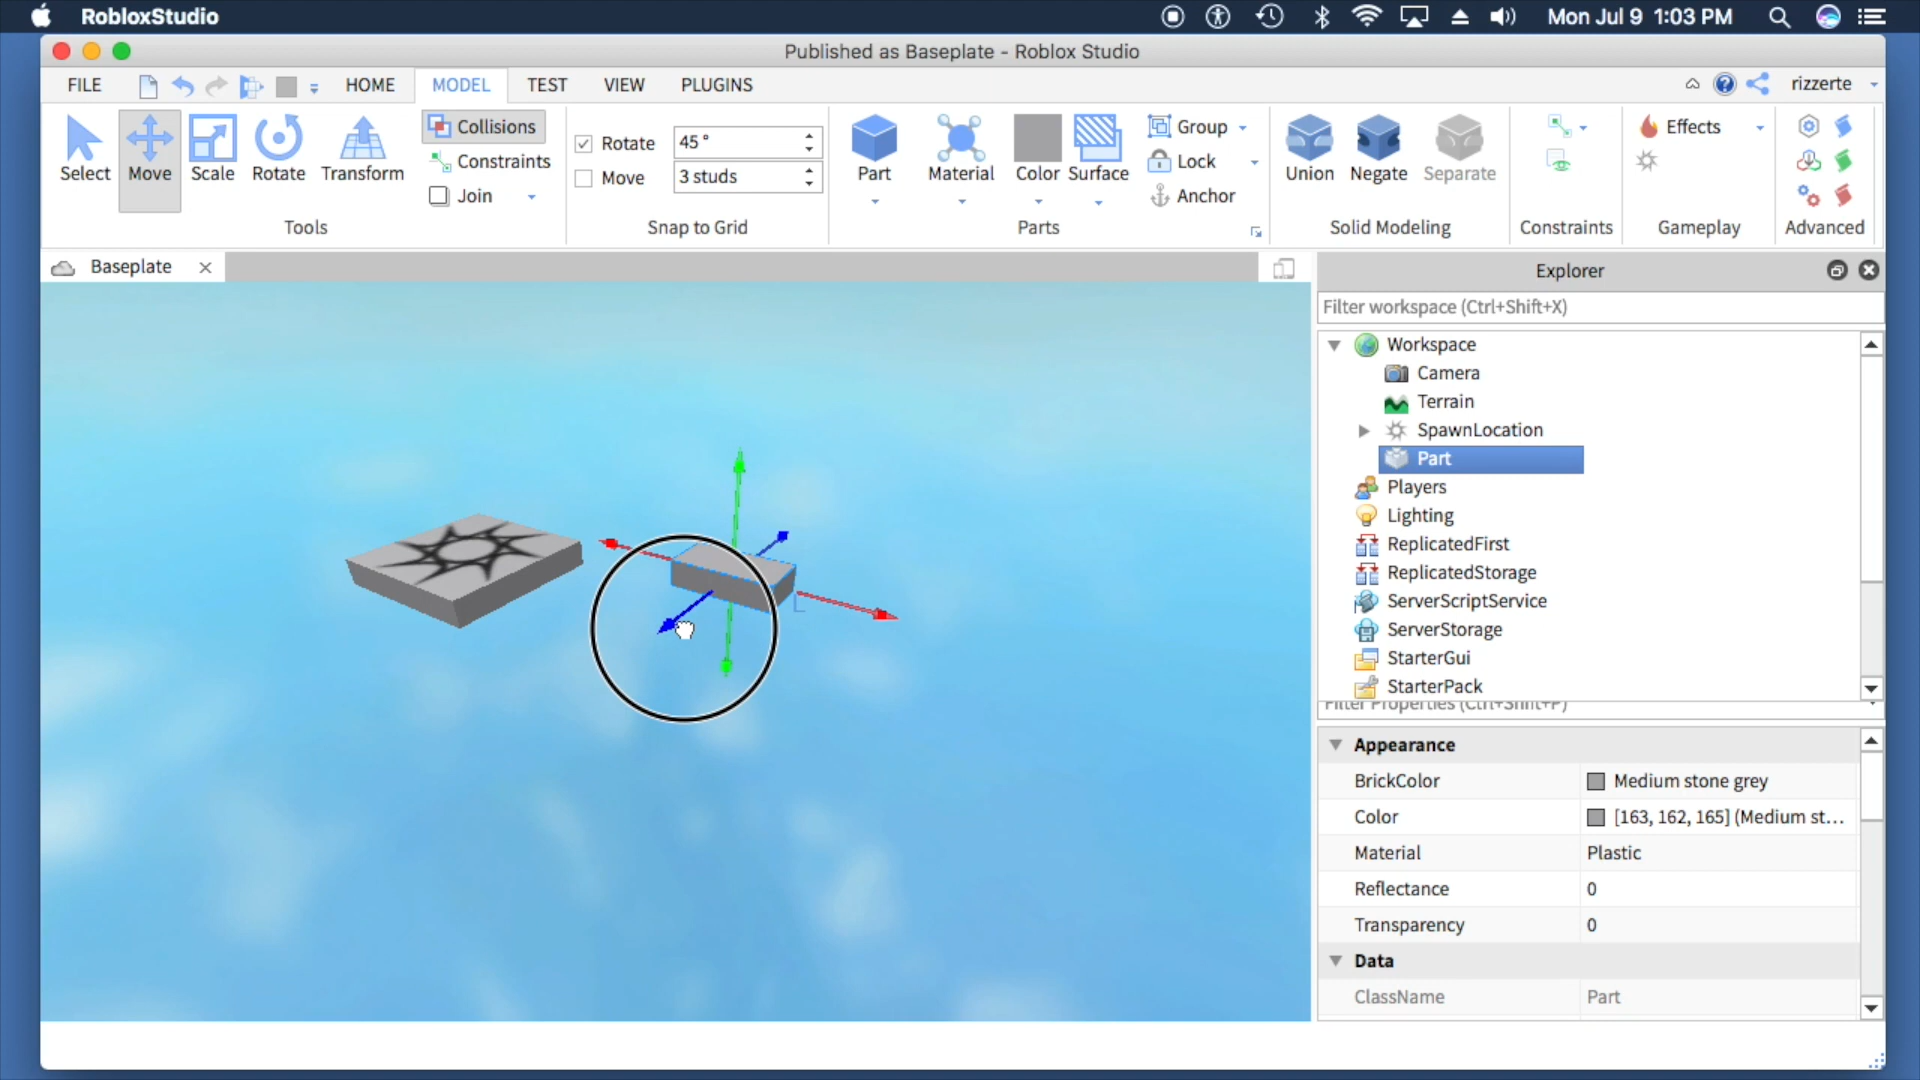 RobloxStudio
Mon Jul 9 1:03 PM
Published as Baseplate - Roblox Studio
FILE HOME MODEL TEST VIEW PLUGINS rizzerte
Select Move Scale Rotate Transform
Collisions
Constraints
Join
Tools
Rotate 45 °
Move 3 studs
Snap to Grid
Part Material Color Surface
Group
Lock
Anchor
Parts
Union Negate Separate
Solid Modeling
Constraints
Effects
Gameplay
Advanced
Baseplate
Explorer
Filter workspace (Ctrl+Shift+X)
Workspace
Camera
Terrain
SpawnLocation
Part
Players
Lighting
ReplicatedFirst
ReplicatedStorage
ServerScriptService
ServerStorage
StarterGui
StarterPack
Filter Properties (Ctrl+Shift+P)
Appearance
BrickColor Medium stone grey
Color [163, 162, 165] (Medium st...
Material Plastic
Reflectance 0
Transparency 0
Data
ClassName Part